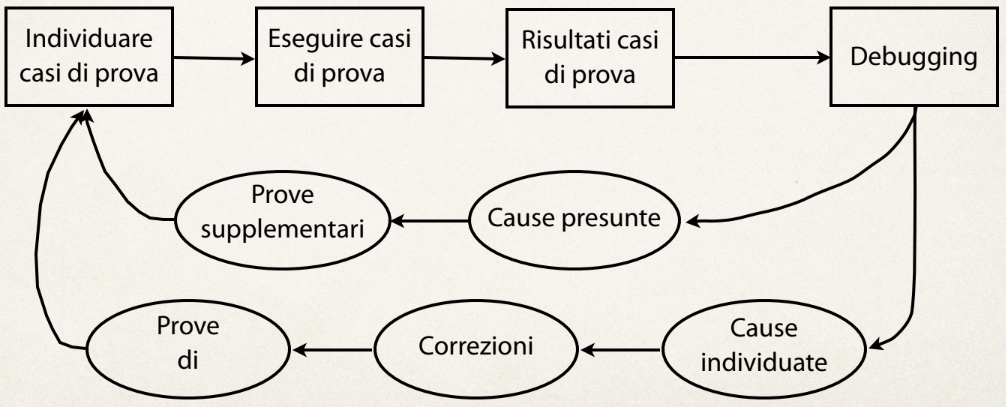 Individuare
casi di prova
Eseguire casi
di prova
Risultati casi
di prova
Debugging
Prove
supplementari
Cause presunte
Prove
di
Correzioni
Cause
individuate